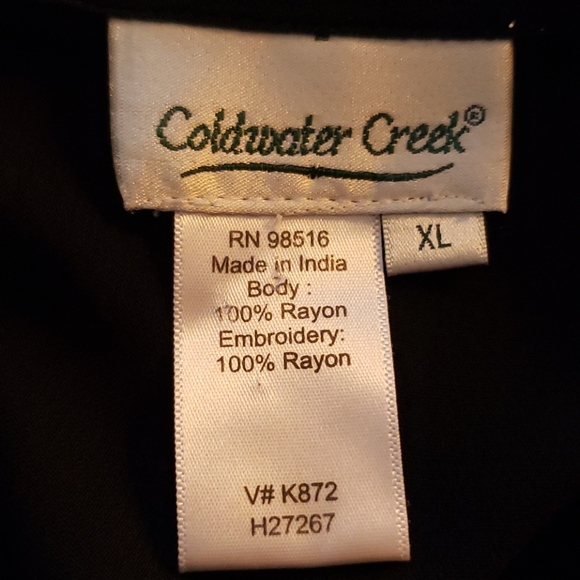 Coldwater Creek®
XL
RN 98516
Made in India
Body :
100% Rayon
Embroidery:
100% Rayon
V# K872
H27267